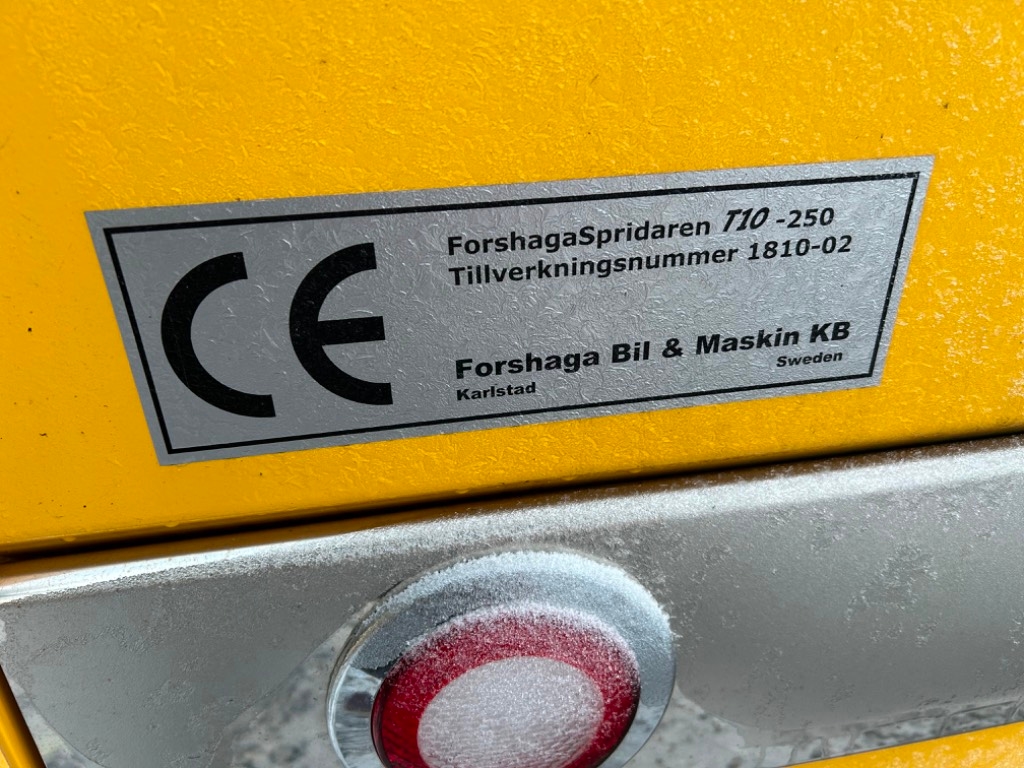 CE
ForshagaSpridaren T10 -250
Tillverkningsnummer 1810-02
Forshaga Bil & Maskin KB
Karlstad Sweden